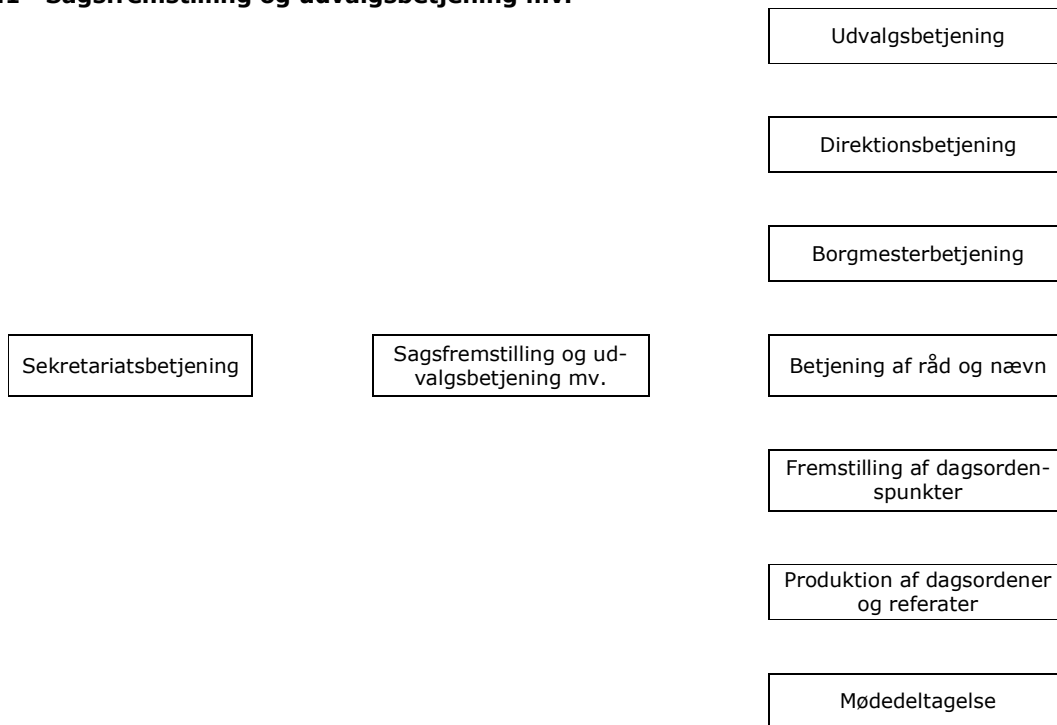 Sagsfremstilling og udvalgsbetjening mv.
Udvalgsbetjening
Direktionsbetjening
Borgmesterbetjening
Sekretariatsbetjening
Sagsfremstilling og ud-
valgsbetjening mv.
Betjening af råd og nævn
Fremstilling af dagsorden-
spunkter
Produktion af dagsordener
og referater
Mødedeltagelse